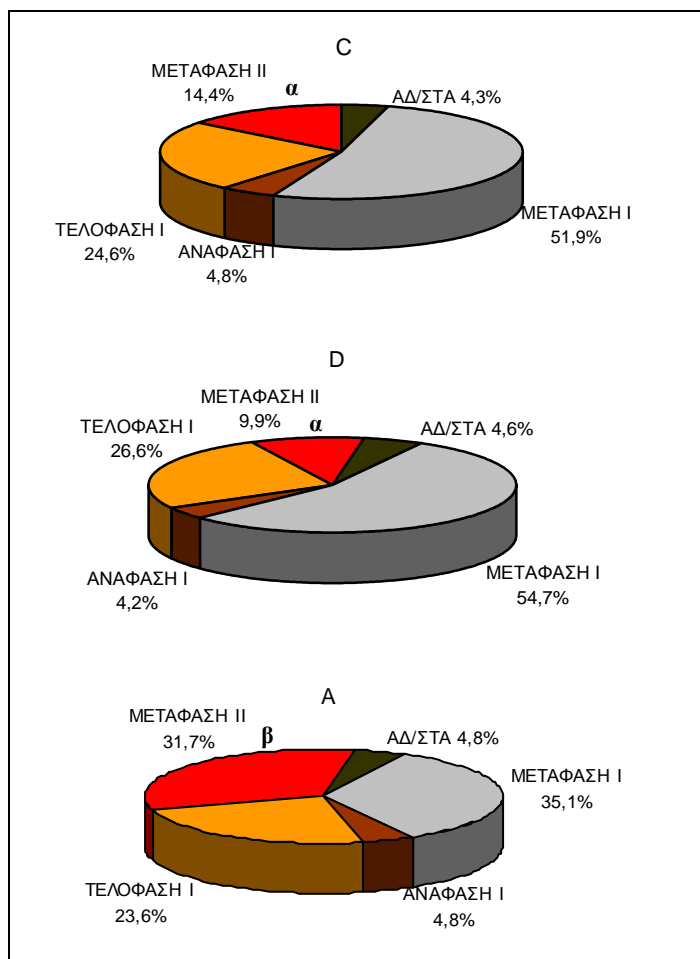 C
ΜΕΤΑΦΑΣΗ ΙΙ
14,4%
α
ΑΔ/ΣΤΑ 4,3%
ΜΕΤΑΦΑΣΗ Ι
51,9%
ΤΕΛΟΦΑΣΗ Ι
24,6%
ΑΝΑΦΑΣΗ Ι
4,8%
D
ΜΕΤΑΦΑΣΗ ΙΙ
9,9%
α
ΤΕΛΟΦΑΣΗ Ι
26,6%
ΑΔ/ΣΤΑ 4,6%
ΑΝΑΦΑΣΗ Ι
4,2%
ΜΕΤΑΦΑΣΗ Ι
54,7%
A
ΜΕΤΑΦΑΣΗ ΙΙ
31,7%
β
ΑΔ/ΣΤΑ 4,8%
ΜΕΤΑΦΑΣΗ Ι
35,1%
ΤΕΛΟΦΑΣΗ Ι
23,6%
ΑΝΑΦΑΣΗ Ι
4,8%